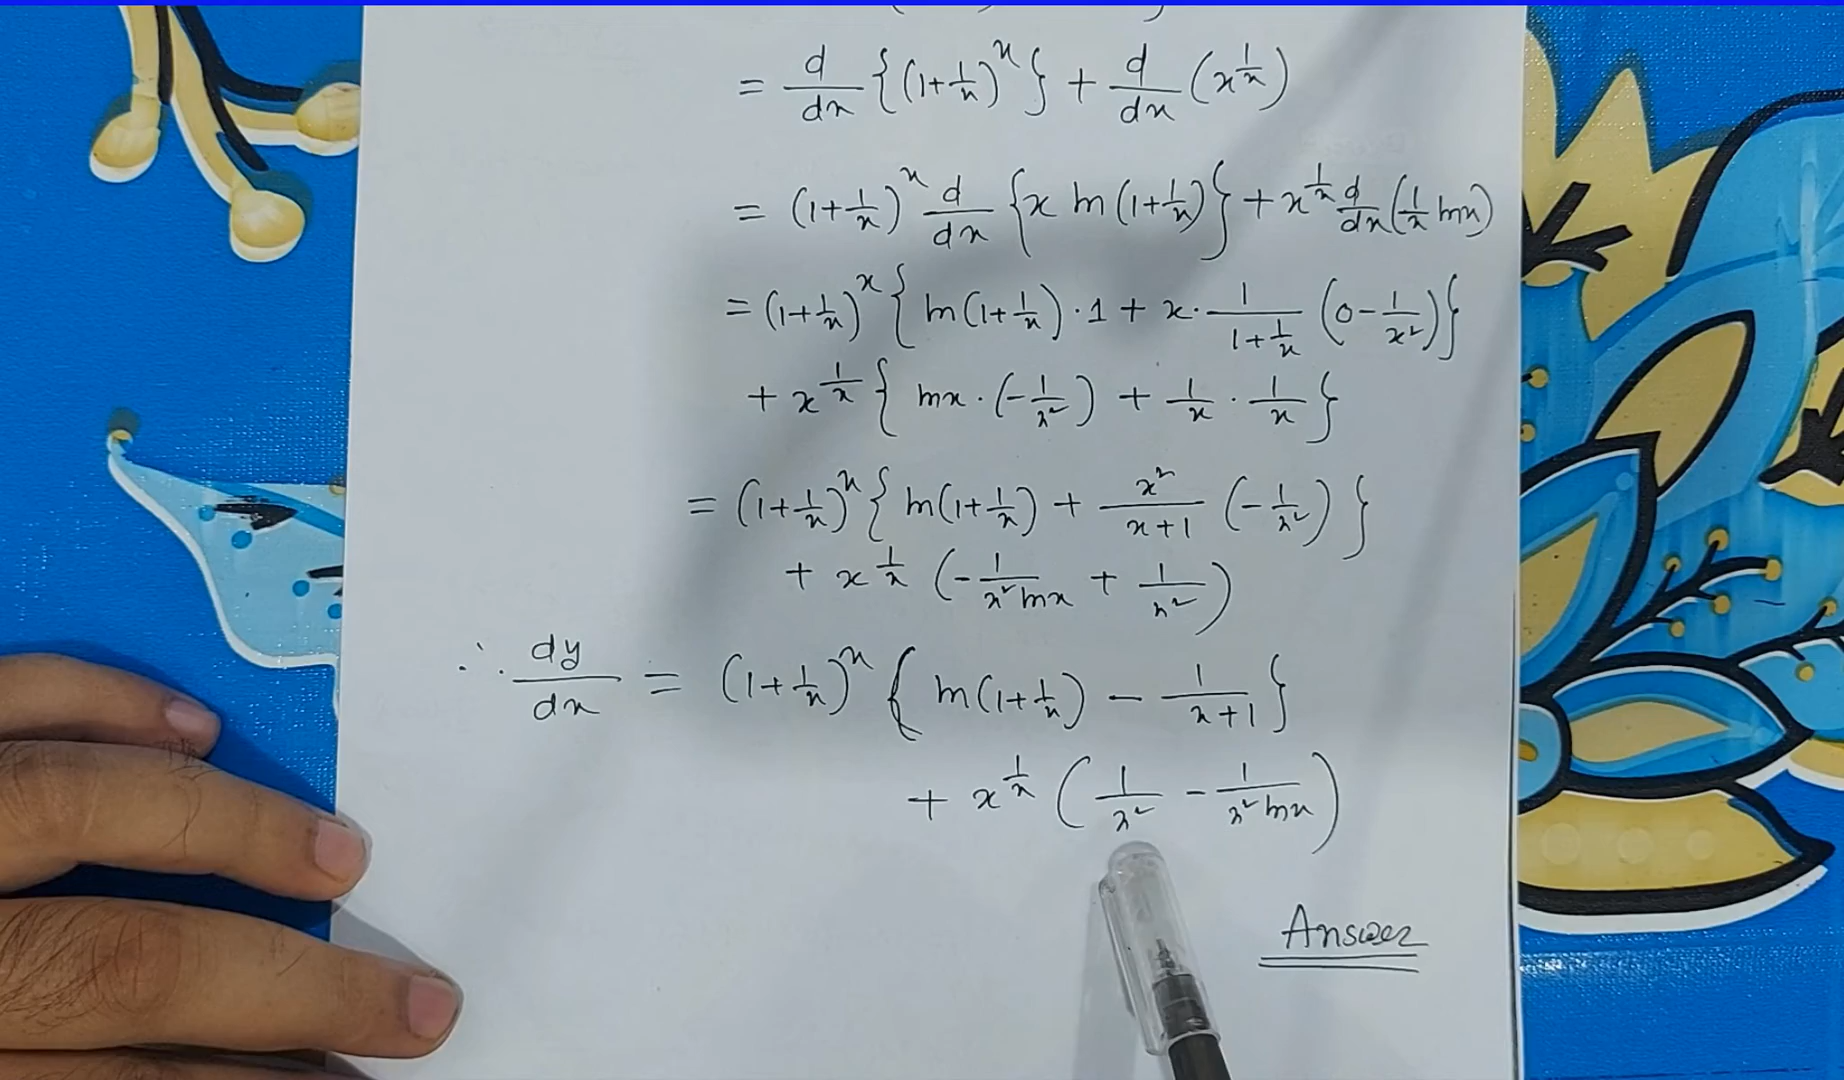 = d/dx {(1+1/x)^x} + d/dx (x^(1/x))
= (1+1/x)^x d/dx {x ln(1+1/x)} + x^(1/x) d/dx (1/x lnx)
= (1+1/x)^x { ln(1+1/x)·1 + x· 1/(1+1/x) (0-1/x²)}
+ x^(1/x) { lnx·(-1/x²) + 1/x · 1/x }
= (1+1/x)^x { ln(1+1/x) + x²/(x+1) (-1/x²) }
+ x^(1/x) (-1/(x² lnx) + 1/x²)
∴ dy/dx = (1+1/x)^x { ln(1+1/x) - 1/(x+1) }
+ x^(1/x) ( 1/x² - 1/(x² lnx) )
Answer